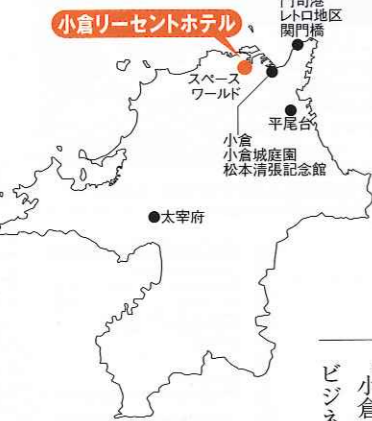 小倉リーセントホテル
門司港
レトロ地区
関門橋
スペース
ワールド
平尾台
小倉
小倉城庭園
松本清張記念館
太宰府
小倉
ビジネ